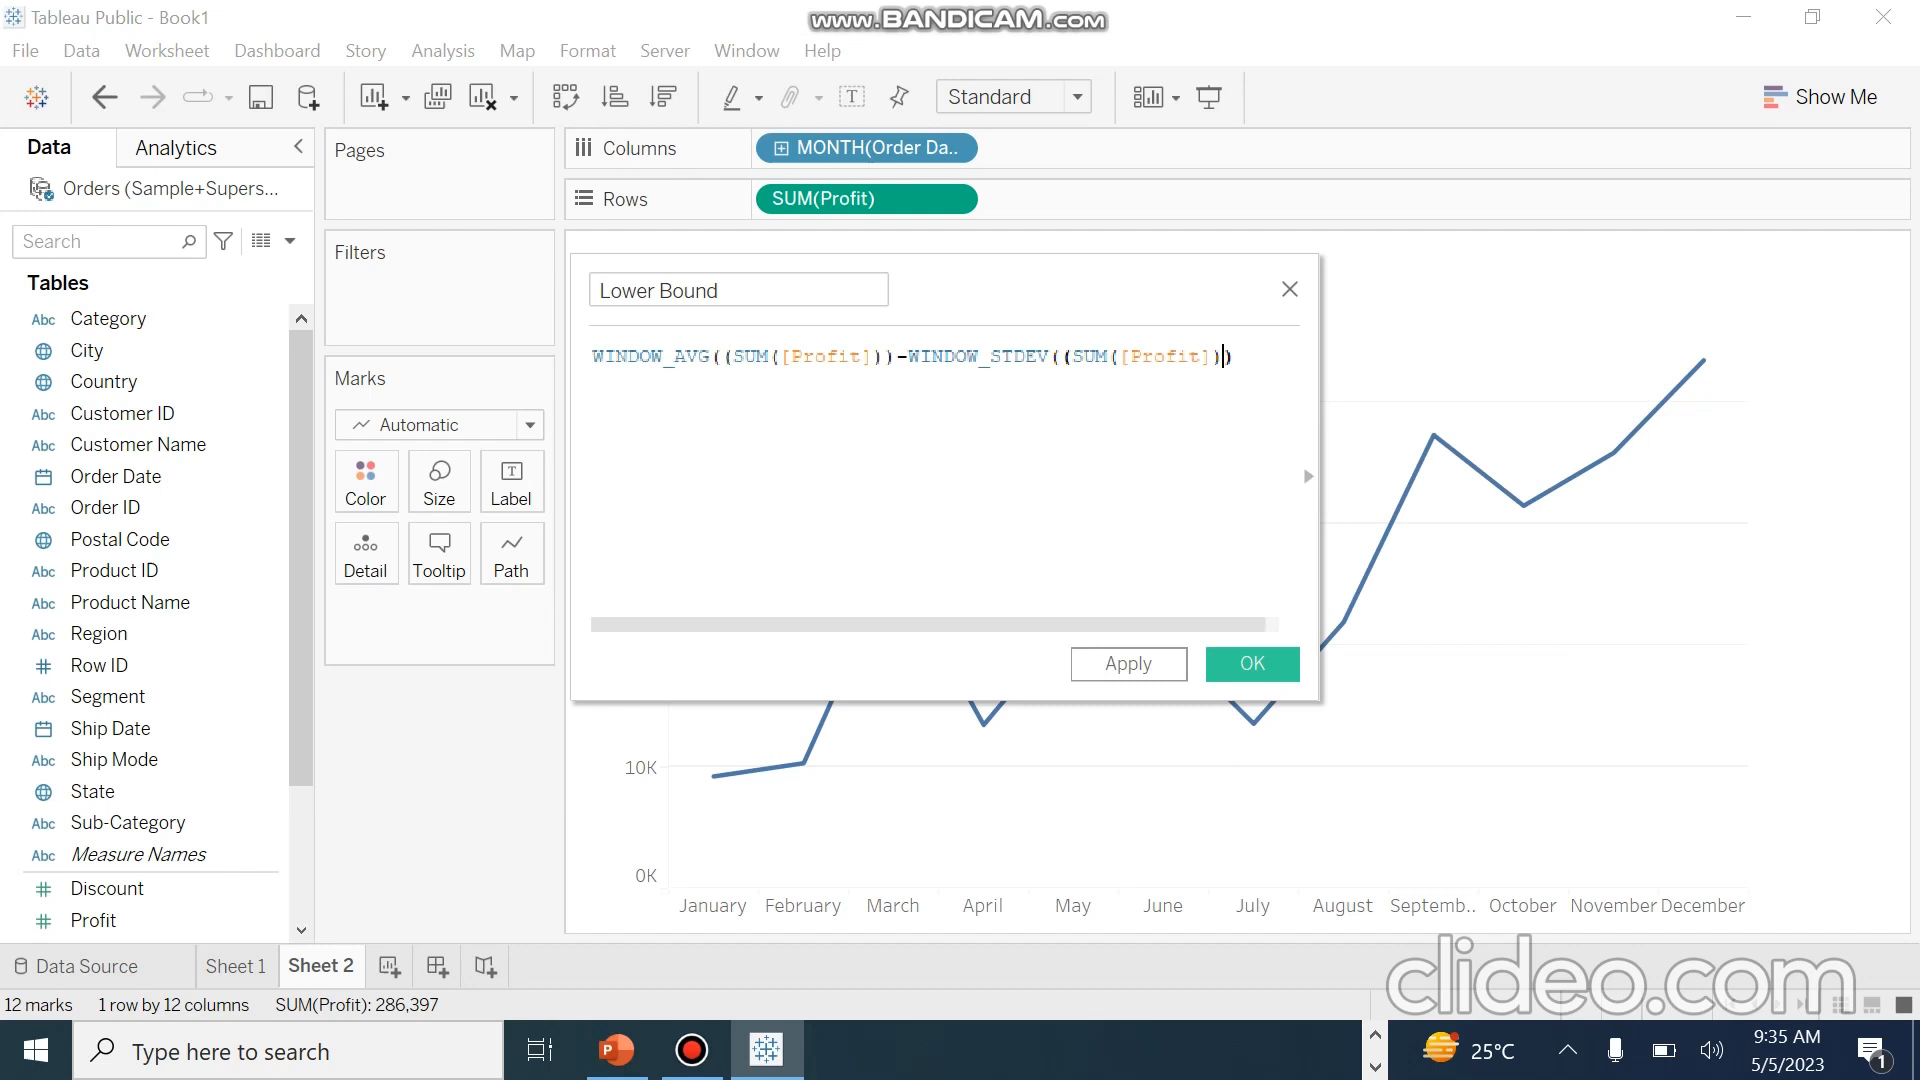 Tableau Public - Book1
www.BANDICAM.com
File Data Worksheet Dashboard Story Analysis Map Format Server Window Help
Standard
Show Me
Data
Analytics
Orders (Sample+Supers...
Search
Tables
Abc Category
City
Country
Abc Customer ID
Abc Customer Name
Order Date
Abc Order ID
Postal Code
Abc Product ID
Abc Product Name
Abc Region
Row ID
Abc Segment
Ship Date
Abc Ship Mode
State
Abc Sub-Category
Abc Measure Names
Discount
Profit
Pages
Filters
Marks
Automatic
Color Size Label
Detail Tooltip Path
Columns
MONTH(Order Da..
Rows
SUM(Profit)
Lower Bound
WINDOW_AVG((SUM([Profit]))-WINDOW_STDEV((SUM([Profit]))
Apply
OK
10K
0K
January February March April May June July August Septemb.. October November December
Data Source
Sheet 1
Sheet 2
clideo.com
12 marks 1 row by 12 columns SUM(Profit): 286,397
Type here to search
25°C
9:35 AM
5/5/2023
1